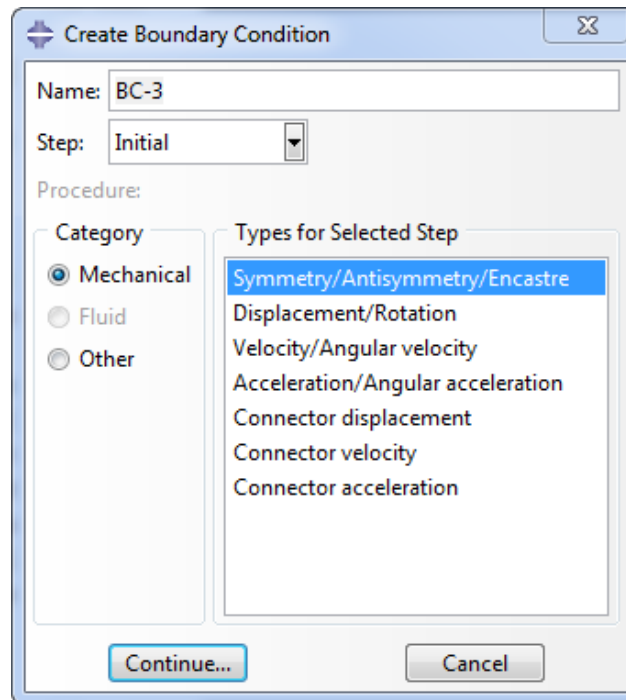 Create Boundary Condition
Name: BC-3
Step: Initial
Procedure:
Category
Mechanical
Fluid
Other
Types for Selected Step
Symmetry/Antisymmetry/Encastre
Displacement/Rotation
Velocity/Angular velocity
Acceleration/Angular acceleration
Connector displacement
Connector velocity
Connector acceleration
Continue...
Cancel